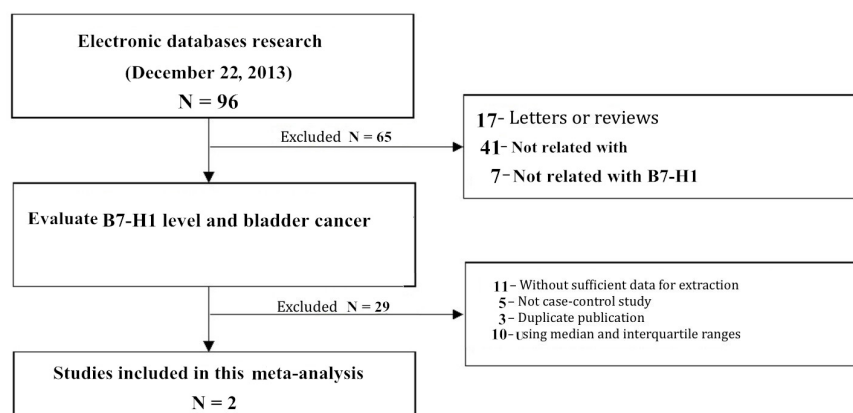 Electronic databases research
(December 22, 2013)
N = 96
Excluded N = 65
17- Letters or reviews
41- Not related with
7- Not related with B7-H1
Evaluate B7-H1 level and bladder cancer
Excluded N = 29
11- Without sufficient data for extraction
5- Not case-control study
3- Duplicate publication
10- using median and interquartile ranges
Studies included in this meta-analysis
N = 2